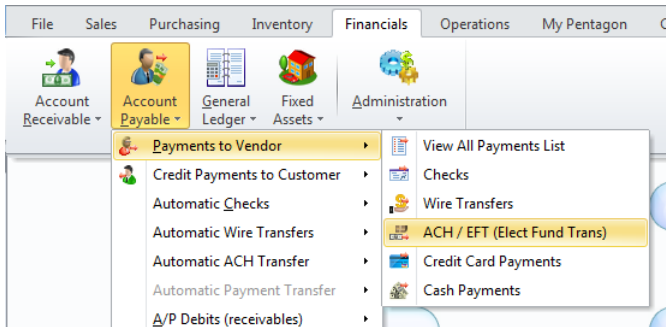 File Sales Purchasing Inventory Financials Operations My Pentagon
Account Receivable
Account Payable
General Ledger
Fixed Assets
Administration
Payments to Vendor
Credit Payments to Customer
Automatic Checks
Automatic Wire Transfers
Automatic ACH Transfer
Automatic Payment Transfer
A/P Debits (receivables)
View All Payments List
Checks
Wire Transfers
ACH / EFT (Elect Fund Trans)
Credit Card Payments
Cash Payments